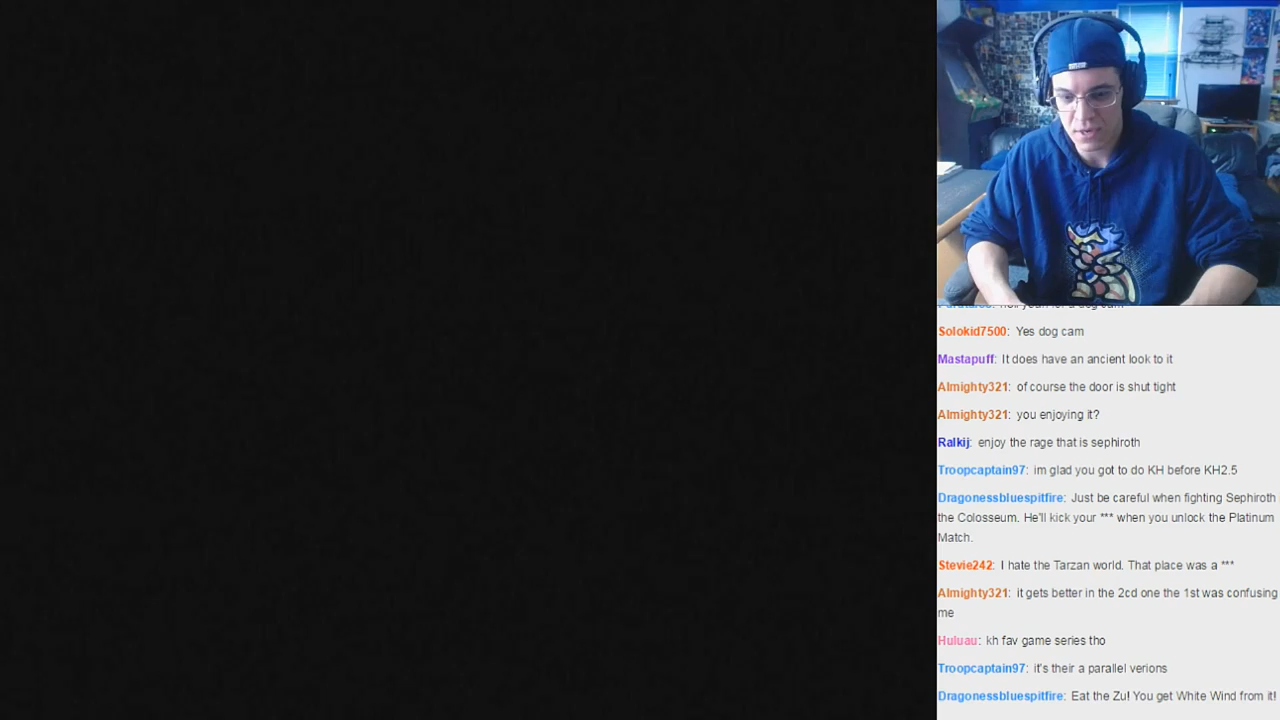 Solokid7500: Yes dog cam
Mastapuff: It does have an ancient look to it
Almighty321: of course the door is shut tight
Almighty321: you enjoying it?
Ralkij: enjoy the rage that is sephiroth
Troopcaptain97: im glad you got to do KH before KH2.5
Dragonessbluespitfire: Just be careful when fighting Sephiroth
the Colosseum. He'll kick your *** when you unlock the Platinum
Match.
Stevie242: I hate the Tarzan world. That place was a ***
Almighty321: it gets better in the 2cd one the 1st was confusing
me
Huluau: kh fav game series tho
Troopcaptain97: it's their a parallel verions
Dragonessbluespitfire: Eat the Zu! You get White Wind from it!